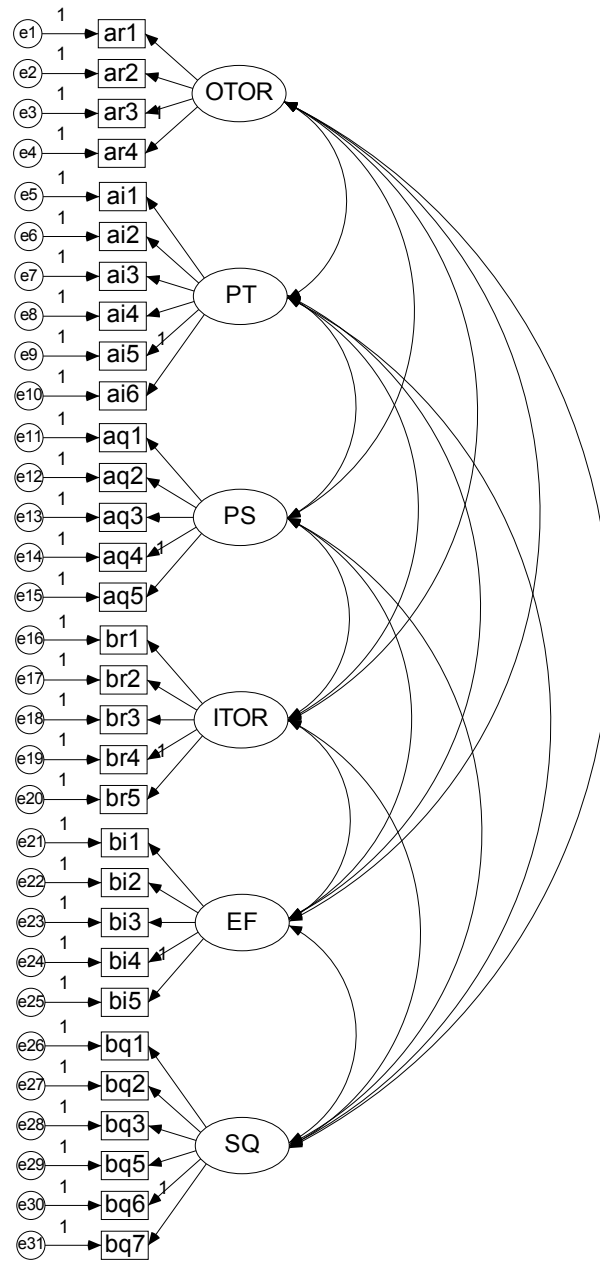 e1 1 ar1
e2 1 ar2
OTOR
e3 1 ar3 1
e4 1 ar4
e5 1 ai1
e6 1 ai2
e7 1 ai3
PT
e8 1 ai4
e9 1 ai5 1
e10 1 ai6
e11 1 aq1
e12 1 aq2
e13 1 aq3 PS
e14 1 aq4 1
e15 1 aq5
e16 1 br1
e17 1 br2
e18 1 br3 ITOR
e19 1 br4 1
e20 1 br5
e21 1 bi1
e22 1 bi2
e23 1 bi3 EF
e24 1 bi4 1
e25 1 bi5
e26 1 bq1
e27 1 bq2
e28 1 bq3
SQ
e29 1 bq5
e30 1 bq6 1
e31 1 bq7